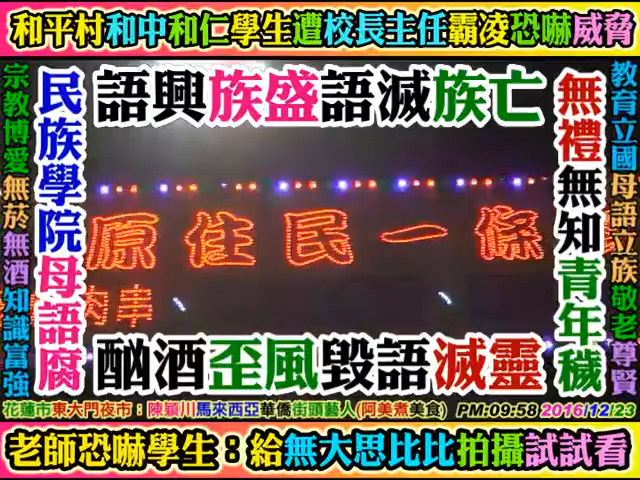 和平村和中和仁學生遭校長主任霸凌恐嚇威脅
宗教博愛無菸無酒知識富強
民族學院母語腐
語興族盛語滅族亡
無禮無知青年穢
教育立國母語立族敬老尊賢
原住民一條
肉串
酗酒歪風毀語滅靈
花蓮市東大門夜市：陳穎川馬來西亞華僑街頭藝人(阿美煮美食) PM:09:58 2016/12/23
老師恐嚇學生：給無大思比比拍攝試試看